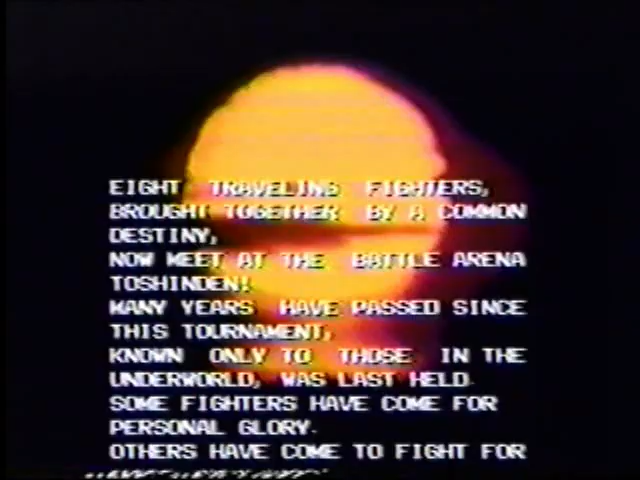 EIGHT TRAVELING FIGHTERS,
BROUGHT TOGETHER BY A COMMON
DESTINY,
NOW MEET AT THE BATTLE ARENA
TOSHINDEN!
MANY YEARS HAVE PASSED SINCE
THIS TOURNAMENT,
KNOWN ONLY TO THOSE IN THE
UNDERWORLD, WAS LAST HELD.
SOME FIGHTERS HAVE COME FOR
PERSONAL GLORY.
OTHERS HAVE COME TO FIGHT FOR